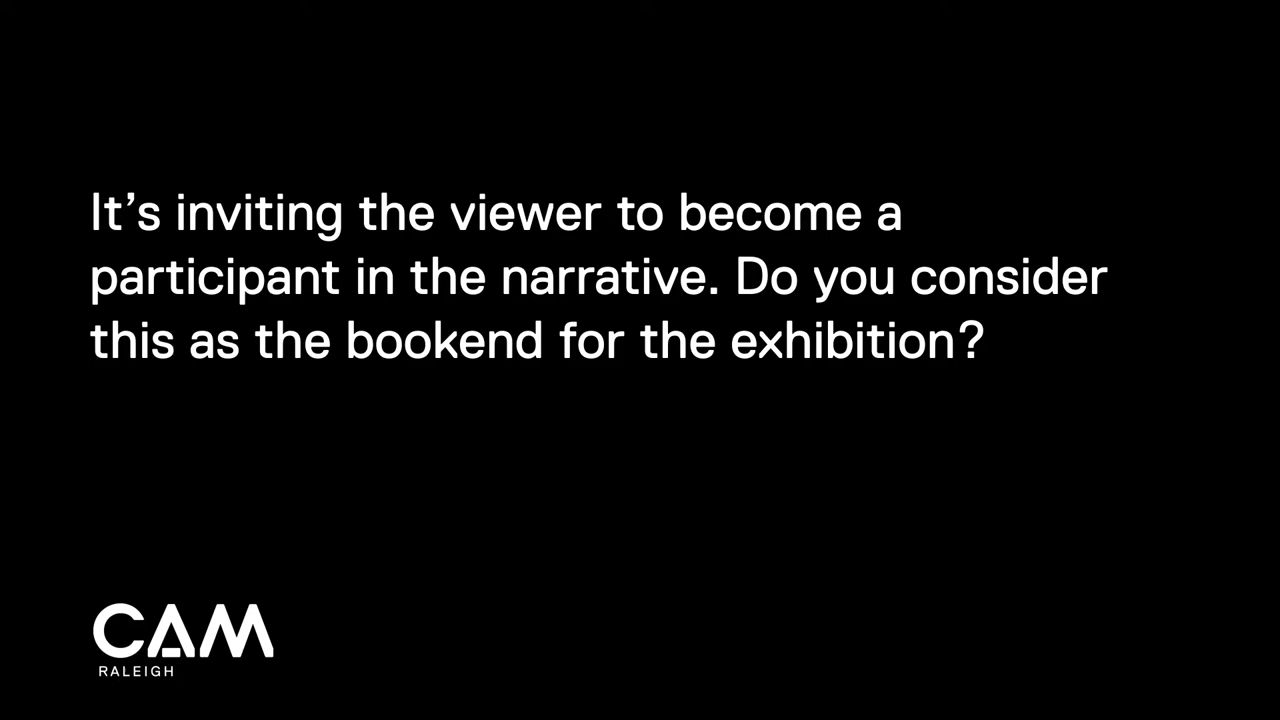 It’s inviting the viewer to become a
participant in the narrative. Do you consider
this as the bookend for the exhibition?
CAM
RALEIGH